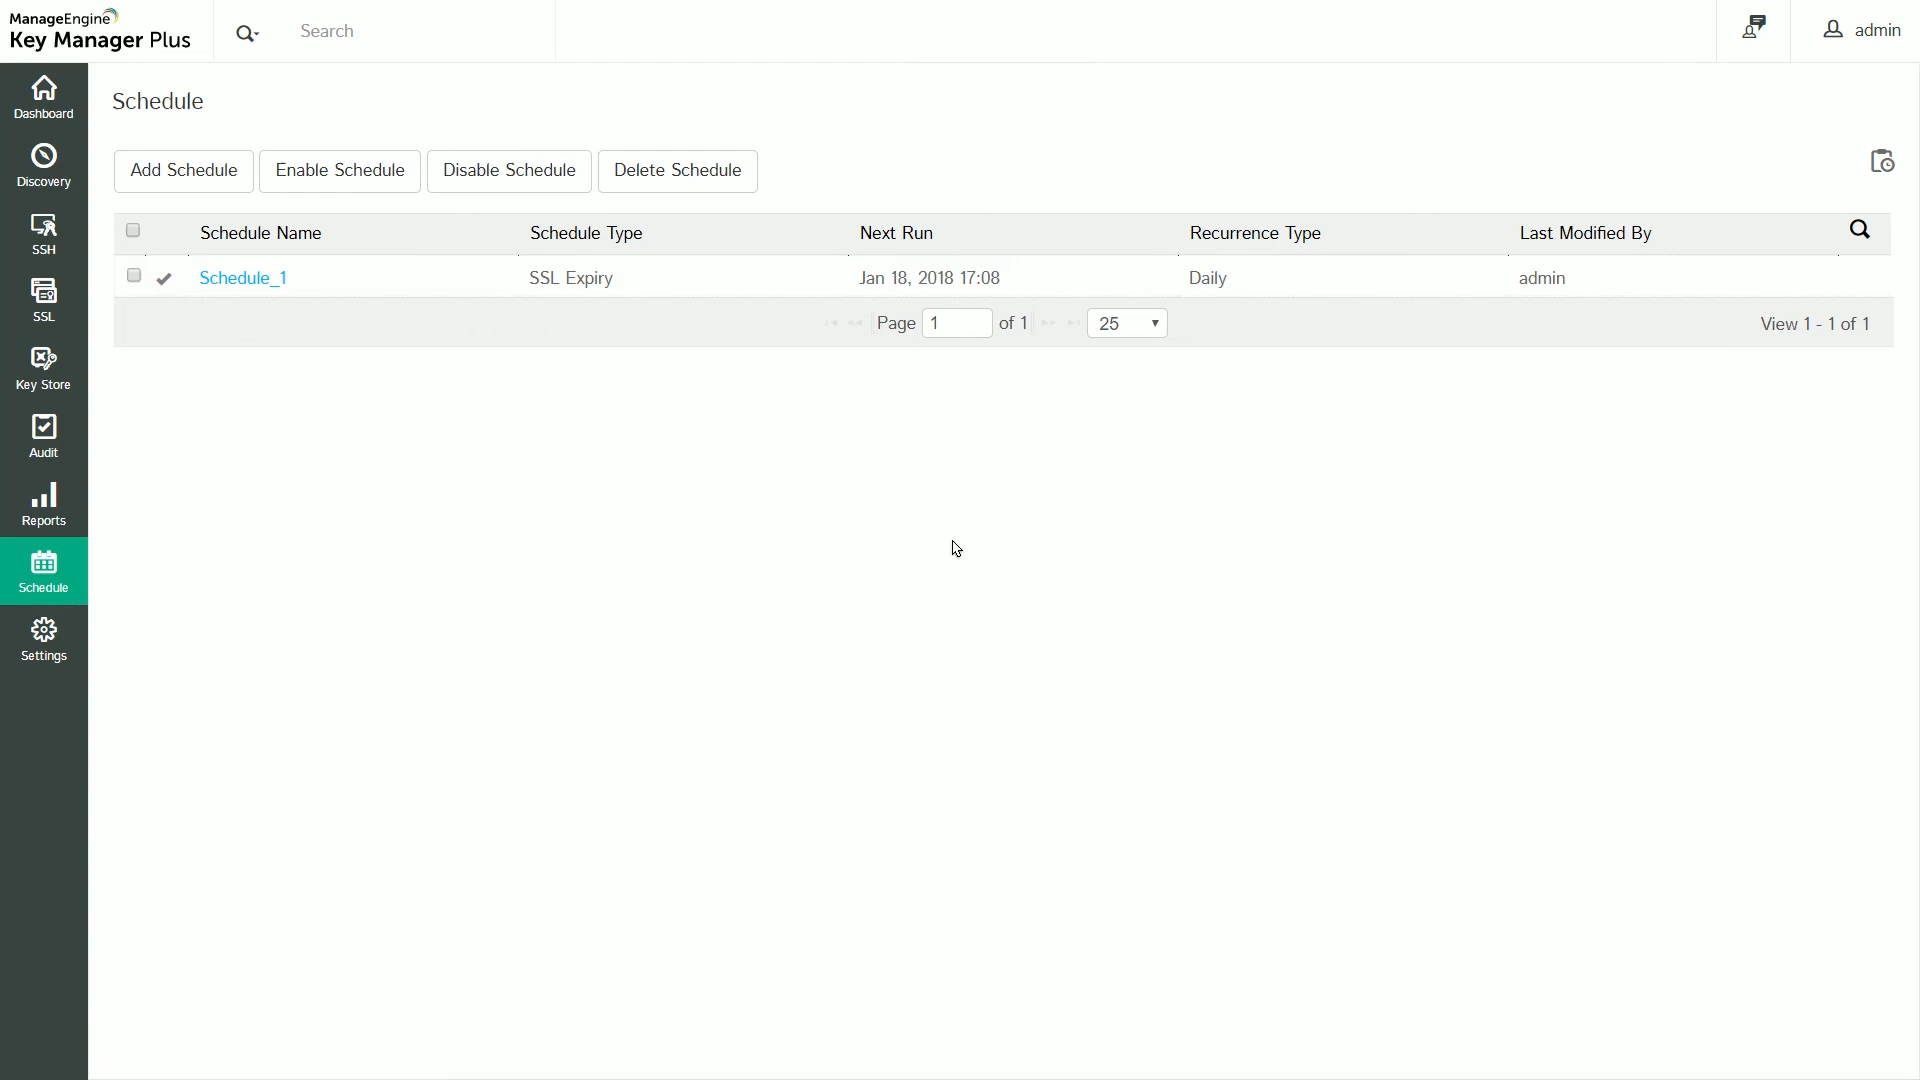 ManageEngine
Key Manager Plus
Search
admin
Dashboard
Discovery
SSH
SSL
Key Store
Audit
Reports
Schedule
Settings
Schedule
Add Schedule Enable Schedule Disable Schedule Delete Schedule
Schedule Name Schedule Type Next Run Recurrence Type Last Modified By
Schedule_1 SSL Expiry Jan 18, 2018 17:08 Daily admin
Page 1 of 1 25 View 1 - 1 of 1